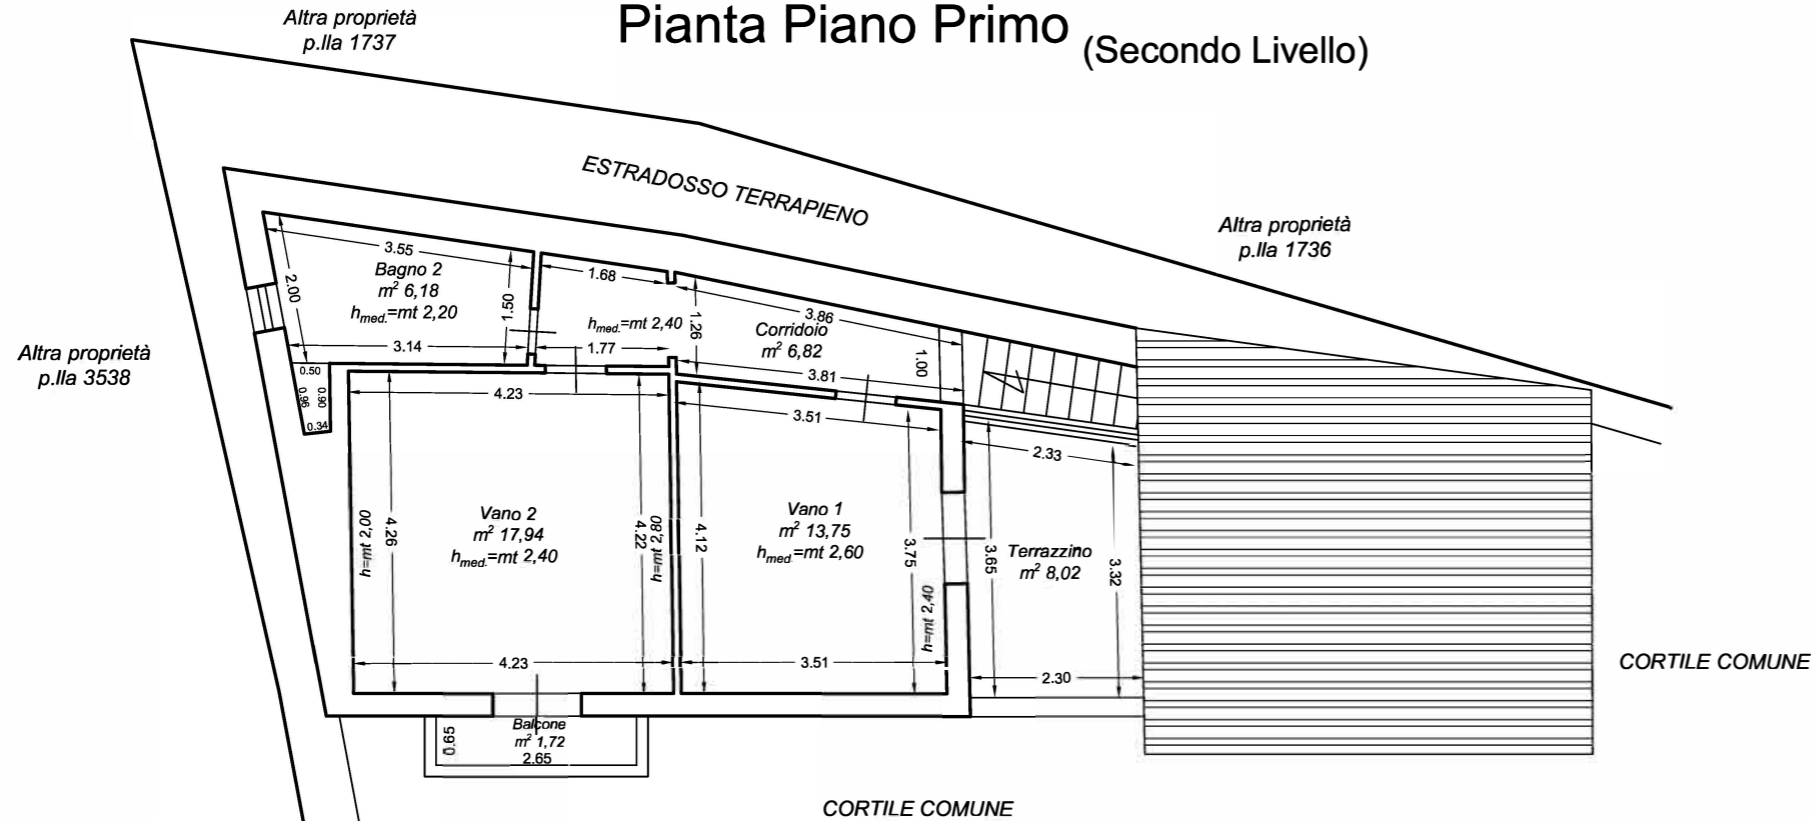 Pianta Piano Primo (Secondo Livello)
Altra proprietà
p.lla 1737
ESTRADOSSO TERRAPIENO
Altra proprietà
p.lla 1736
Altra proprietà
p.lla 3538
3.55
Bagno 2
m² 6,18
hmed.=mt 2,20
2.00
1.50
3.14
0.50
0.96
0.90
0.34
1.68
hmed.=mt 2,40
1.77
1.26
3.86
Corridoio
m² 6,82
3.81
1.00
4.23
Vano 2
m² 17,94
hmed.=mt 2,40
h=mt 2,00
4.26
4.22
h=mt 2,80
4.23
3.51
Vano 1
m² 13,75
hmed.=mt 2,60
4.12
3.75
h=mt 2,40
3.51
2.33
Terrazzino
m² 8,02
3.65
3.32
2.30
Balcone
m² 1,72
2.65
0.65
CORTILE COMUNE
CORTILE COMUNE